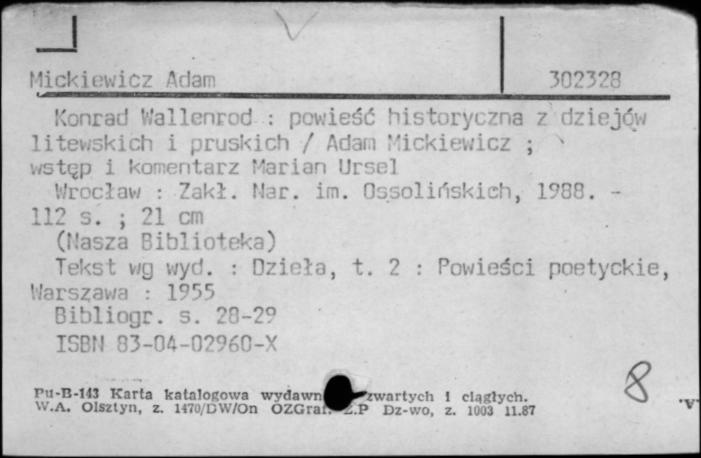 Mickiewicz Adam 302328
Konrad Wallenrod : powieść historyczna z dziejów
litewskich i pruskich / Adam Mickiewicz ;
wstęp i komentarz Marian Ursel
Wrocław : Zakł. Nar. im. Ossolińskich, 1988. -
112 s. ; 21 cm
(Nasza Biblioteka)
Tekst wg wyd. : Dzieła, t. 2 : Powieści poetyckie,
Warszawa : 1955
Bibliogr. s. 28-29
ISBN 83-04-02960-X
8
Pu-B-143 Karta katalogowa zwartych i ciągłych.
W.A. Olsztyn, z. 1470/DW/On OZGraf. Z.P Dz-wo, z. 1003 11.87